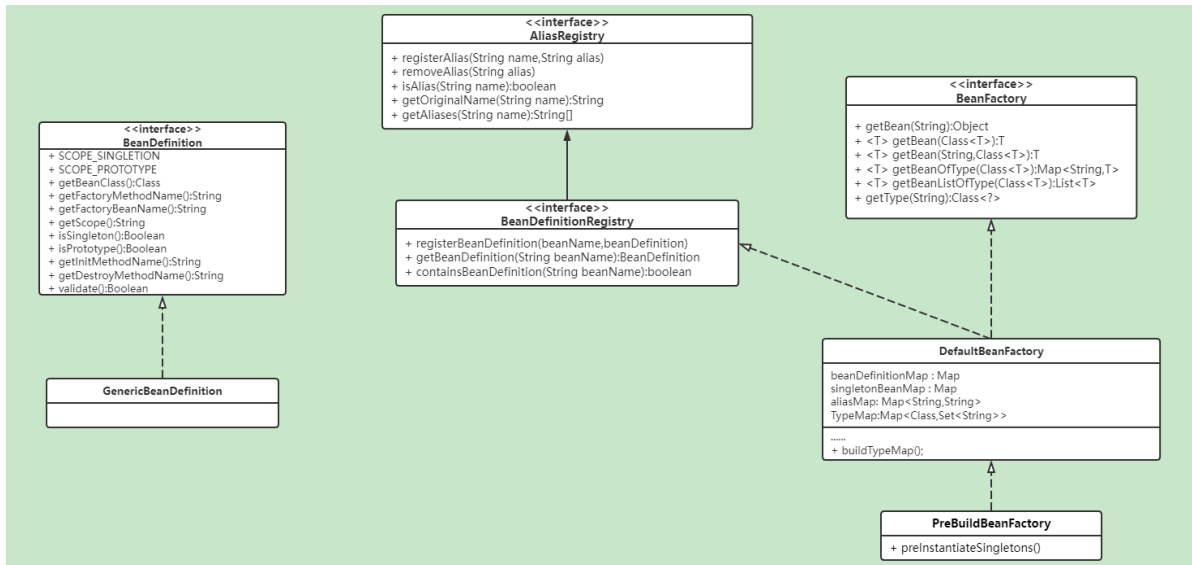 <<interface>>
AliasRegistry
+ registerAlias(String name,String alias)
+ removeAlias(String alias)
+ isAlias(String name):boolean
+ getOriginalName(String name):String
+ getAliases(String name):String[]
<<interface>>
BeanFactory
+ getBean(String):Object
+ <T> getBean(Class<T>):T
+ <T> getBean(String,Class<T>):T
+ <T> getBeanOfType(Class<T>):Map<String,T>
+ <T> getBeanListOfType(Class<T>):List<T>
+ getType(String):Class<?>
<<interface>>
BeanDefinition
+ SCOPE_SINGLETION
+ SCOPE_PROTOTYPE
+ getBeanClass():Class
+ getFactoryMethodName():String
+ getFactoryBeanName():String
+ getScope():String
+ isSingleton():Boolean
+ isPrototype():Boolean
+ getInitMethodName():String
+ getDestroyMethodName():String
+ validate():Boolean
<<interface>>
BeanDefinitionRegistry
+ registerBeanDefinition(beanName,beanDefinition)
+ getBeanDefinition(String beanName):BeanDefinition
+ containsBeanDefinition(String beanName):boolean
GenericBeanDefinition
DefaultBeanFactory
beanDefinitionMap : Map
singletonBeanMap : Map
aliasMap: Map<String,String>
TypeMap:Map<Class,Set<String>>
......
+ buildTypeMap();
PreBuildBeanFactory
+ preInstantiateSingletons()